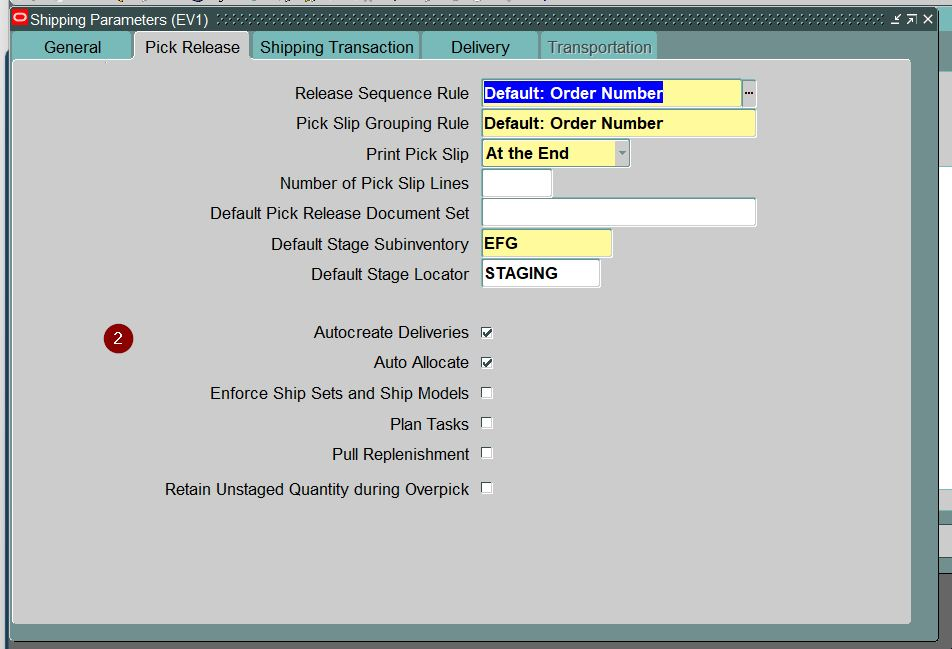 Shipping Parameters (EV1)
General Pick Release Shipping Transaction Delivery Transportation
Release Sequence Rule Default: Order Number ...
Pick Slip Grouping Rule Default: Order Number
Print Pick Slip At the End
Number of Pick Slip Lines
Default Pick Release Document Set
Default Stage Subinventory EFG
Default Stage Locator STAGING
Autocreate Deliveries
2
Auto Allocate
Enforce Ship Sets and Ship Models
Plan Tasks
Pull Replenishment
Retain Unstaged Quantity during Overpick